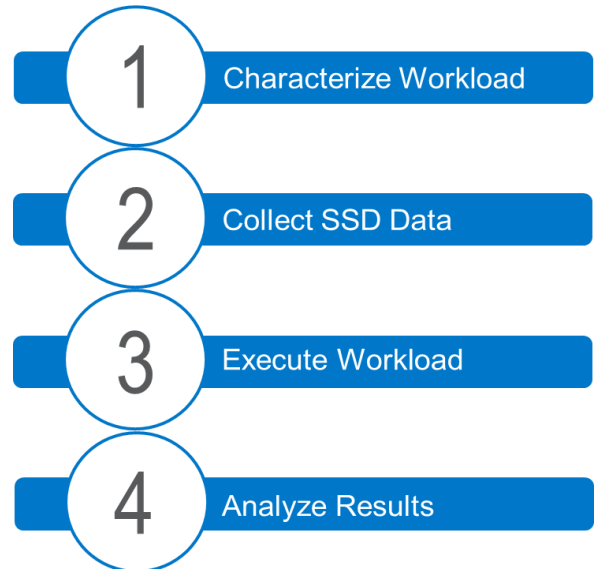 1 Characterize Workload
2 Collect SSD Data
3 Execute Workload
4 Analyze Results